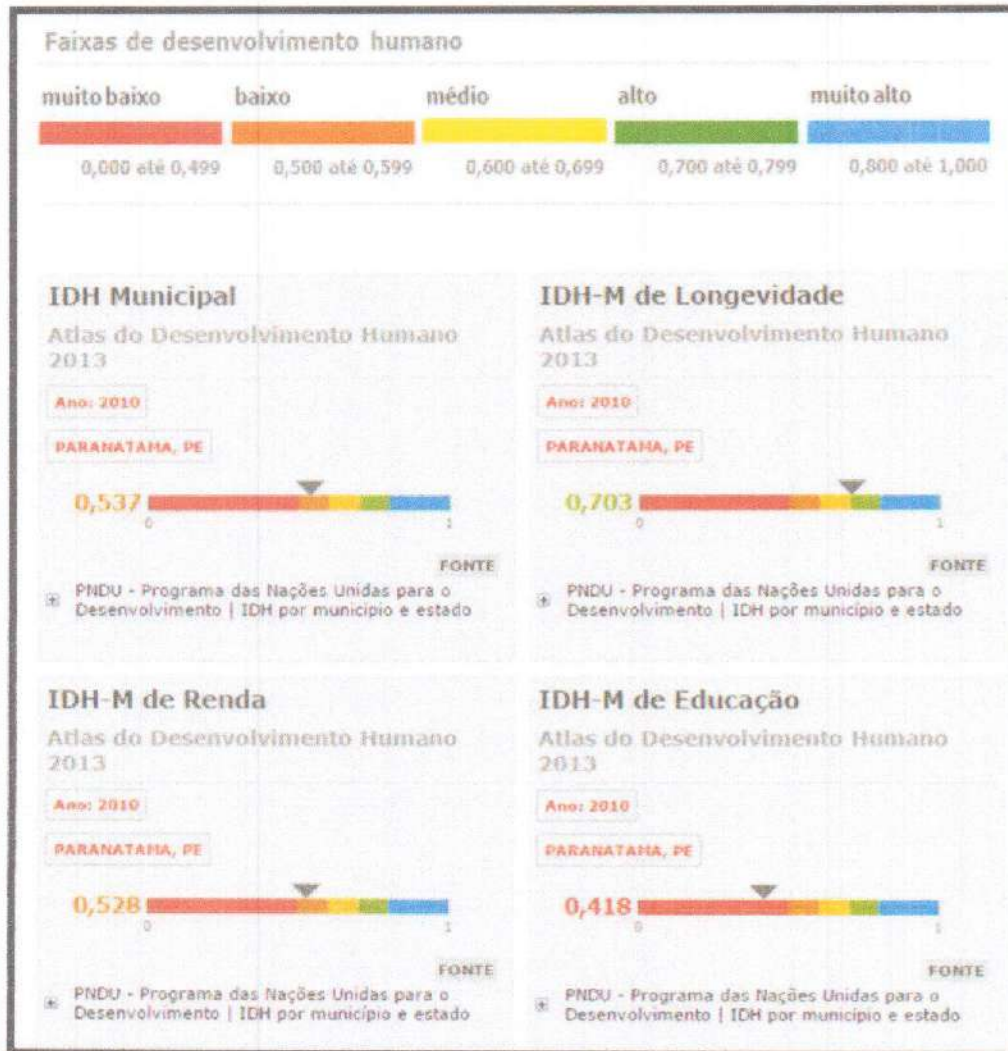 Faixas de desenvolvimento humano
muito baixo baixo médio alto muito alto
0,000 até 0,499 0,500 até 0,599 0,600 até 0,699 0,700 até 0,799 0,800 até 1,000
IDH Municipal
Atlas do Desenvolvimento Humano
2013
Ano: 2010
PARANATAMA, PE
0,537
0 1
FONTE
PNDU - Programa das Nações Unidas para o
Desenvolvimento | IDH por município e estado
IDH-M de Longevidade
Atlas do Desenvolvimento Humano
2013
Ano: 2010
PARANATAMA, PE
0,703
0 1
FONTE
PNDU - Programa das Nações Unidas para o
Desenvolvimento | IDH por município e estado
IDH-M de Renda
Atlas do Desenvolvimento Humano
2013
Ano: 2010
PARANATAMA, PE
0,528
0 1
FONTE
PNDU - Programa das Nações Unidas para o
Desenvolvimento | IDH por município e estado
IDH-M de Educação
Atlas do Desenvolvimento Humano
2013
Ano: 2010
PARANATAMA, PE
0,418
0 1
FONTE
PNDU - Programa das Nações Unidas para o
Desenvolvimento | IDH por município e estado